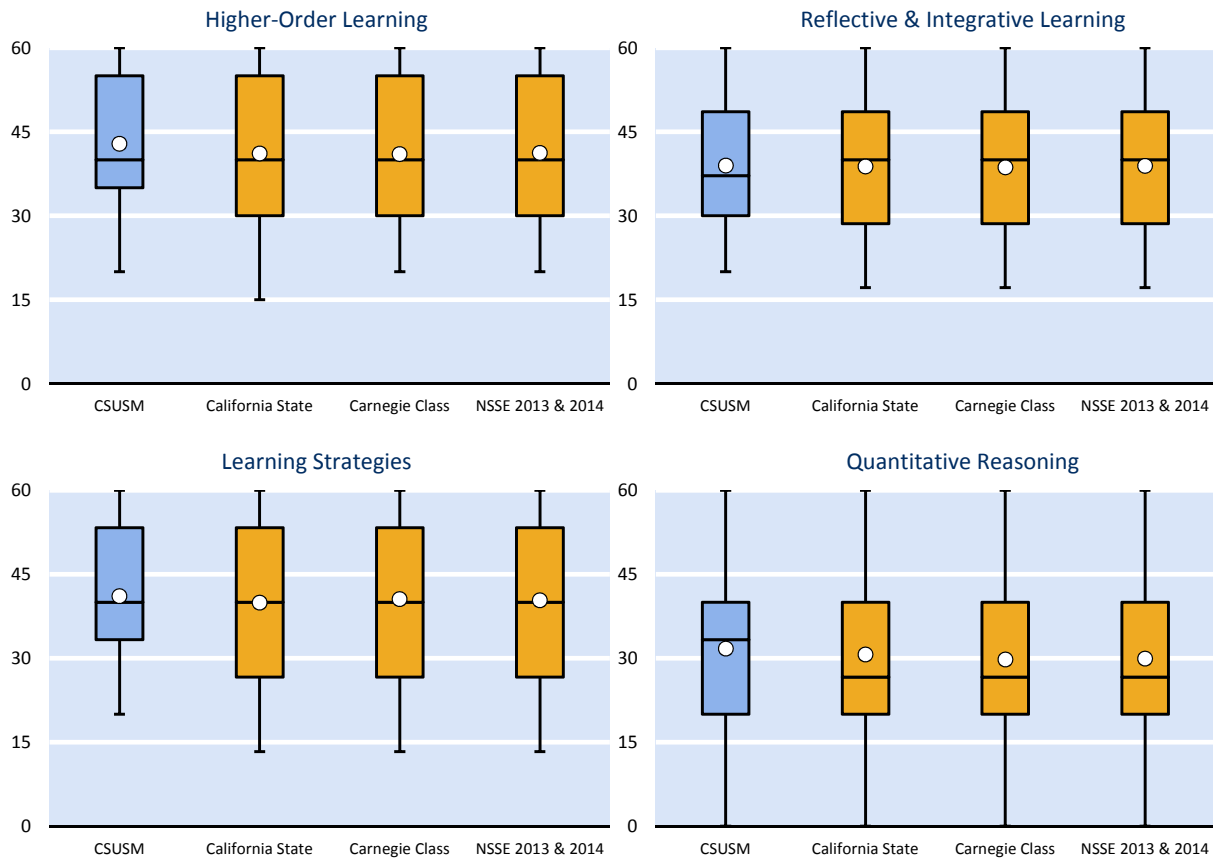 Higher-Order Learning
60
45
30
15
0
CSUSM
California State
Carnegie Class
NSSE 2013 & 2014
Reflective & Integrative Learning
60
45
30
15
0
CSUSM
California State
Carnegie Class
NSSE 2013 & 2014
Learning Strategies
60
45
30
15
0
CSUSM
California State
Carnegie Class
NSSE 2013 & 2014
Quantitative Reasoning
60
45
30
15
0
CSUSM
California State
Carnegie Class
NSSE 2013 & 2014